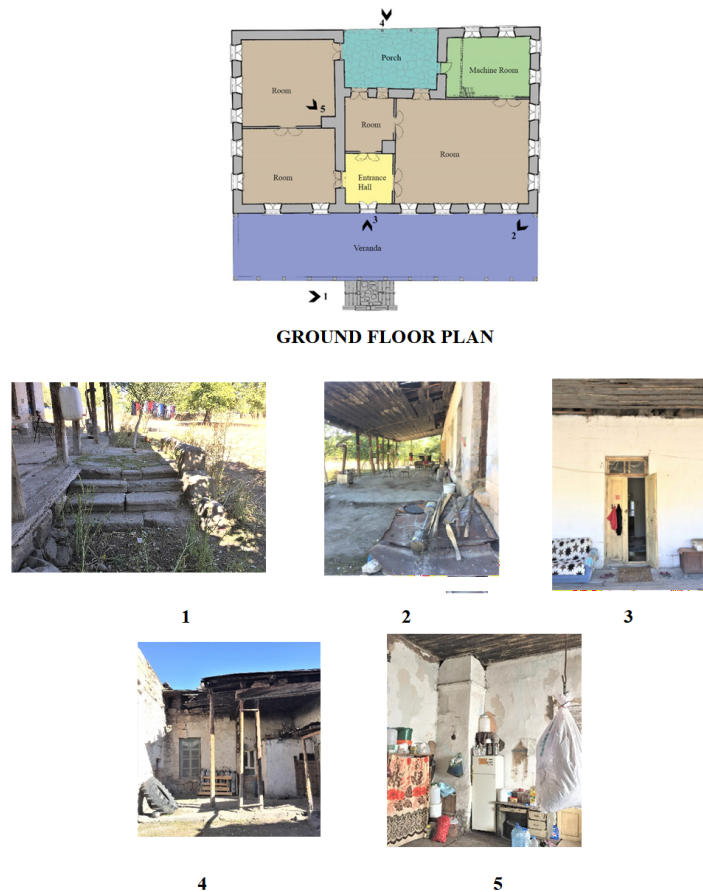 4
Porch
Machine Room
Room
5
Room
Room
Room
Entrance
Hall
3
2
Veranda
1
GROUND FLOOR PLAN
1
2
3
4
5